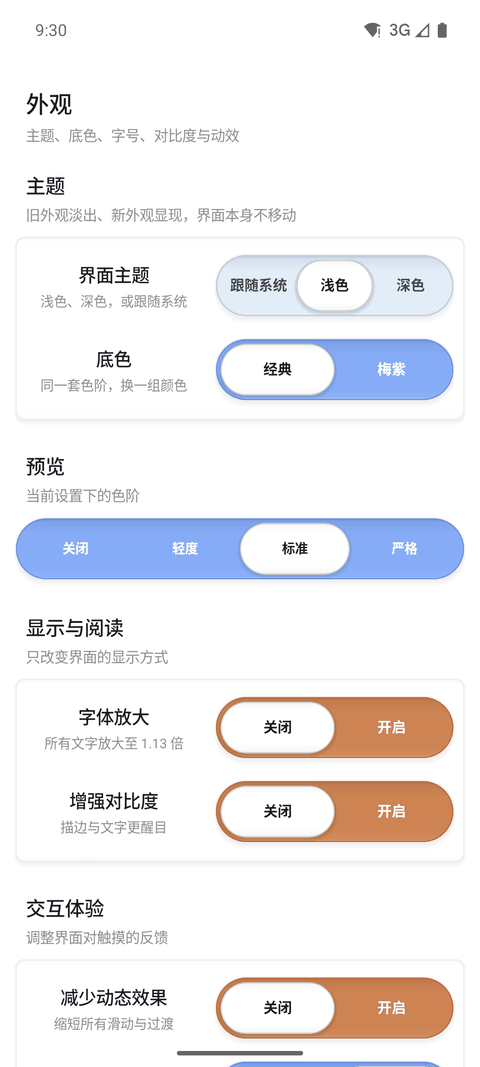 9:30
3G
外观
主题、底色、字号、对比度与动效
主题
旧外观淡出、新外观显现，界面本身不移动
界面主题
浅色、深色，或跟随系统
跟随系统 浅色 深色
底色
同一套色阶，换一组颜色
经典 梅紫
预览
当前设置下的色阶
关闭 轻度 标准 严格
显示与阅读
只改变界面的显示方式
字体放大
所有文字放大至 1.13 倍
关闭 开启
增强对比度
描边与文字更醒目
关闭 开启
交互体验
调整界面对触摸的反馈
减少动态效果
缩短所有滑动与过渡
关闭 开启